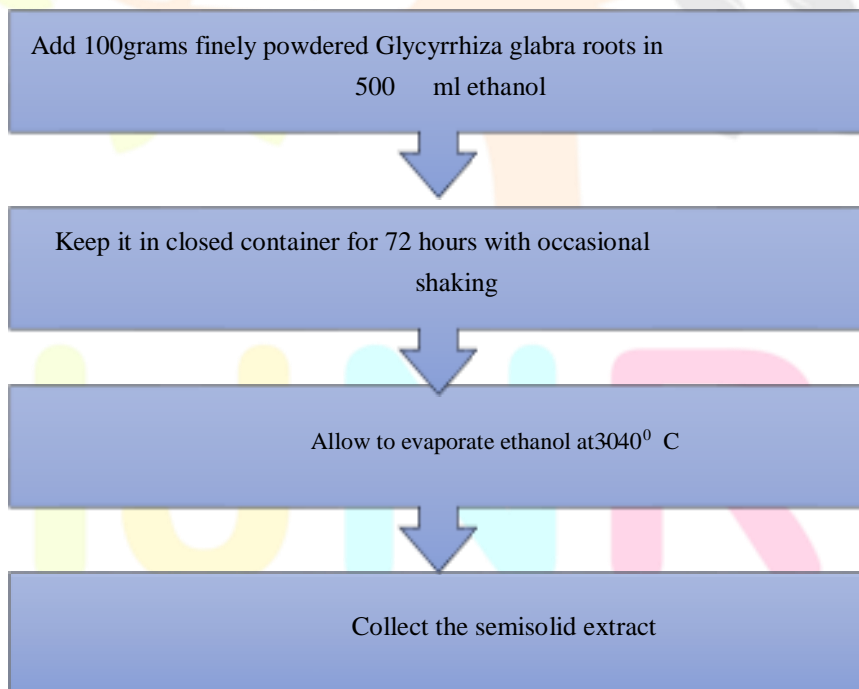 Add 100grams finely powdered Glycyrrhiza glabra roots in
500 ml ethanol
Keep it in closed container for 72 hours with occasional
shaking
Allow to evaporate ethanol at3040⁰ C
Collect the semisolid extract